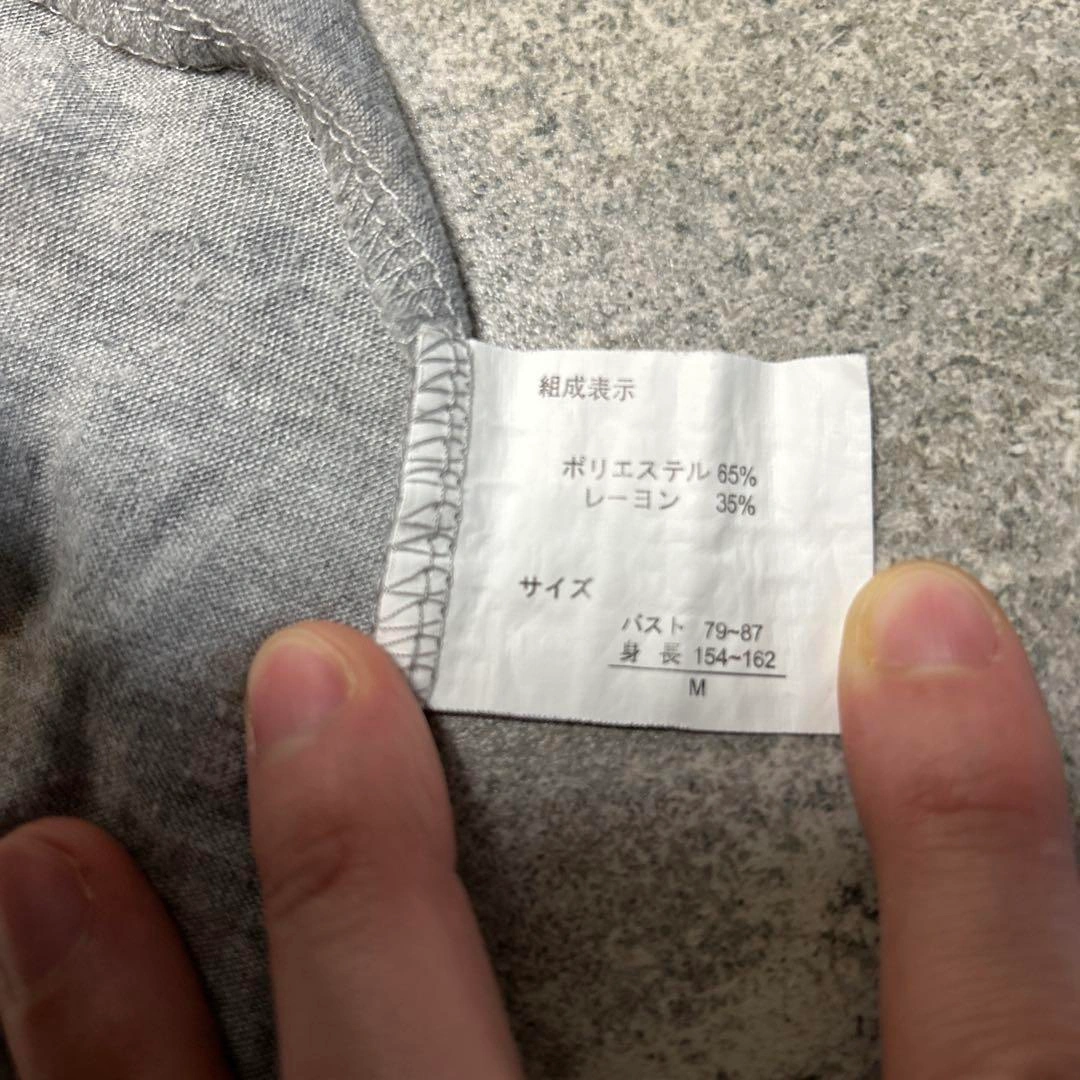 組成表示
ポリエステル 65%
レーヨン 35%
サイズ
バスト 79~87
身 長 154~162
M